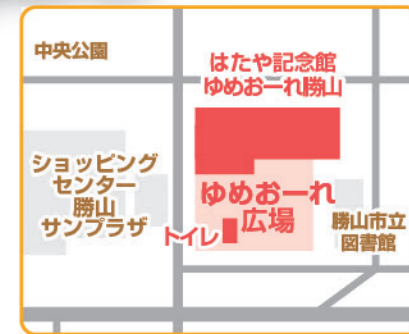 中央公園
はたや記念館
ゆめおーれ勝山
ショッピング
センター
勝山
サンプラザ
ゆめおーれ
広場
トイレ
勝山市立
図書館